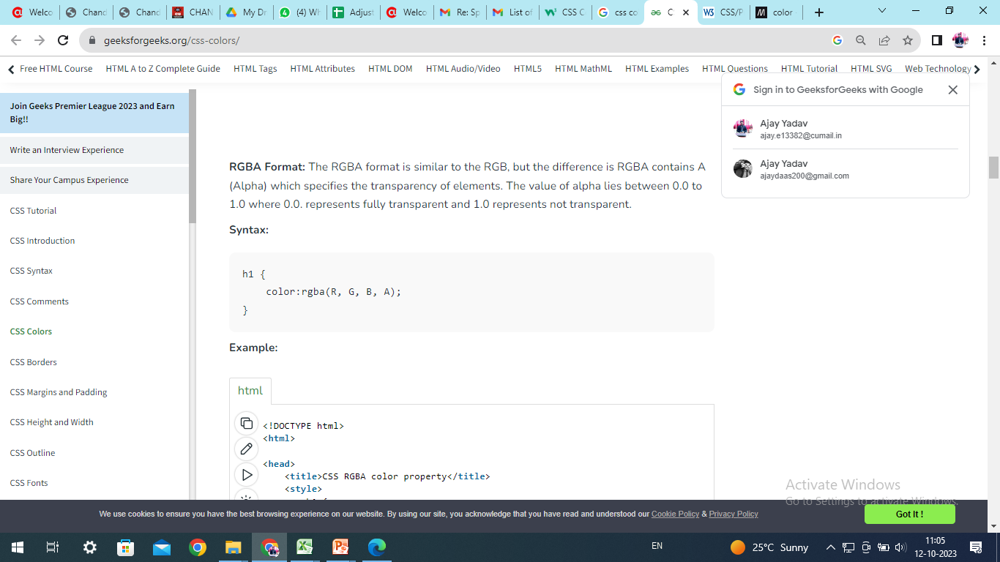 Welco
Chand
Chand
CHAN
My Dr
(4) Wh
Adjust
Welco
Re: Sp
List of
CSS C
css co
C
CSS/P
color
geeksforgeeks.org/css-colors/
Free HTML Course HTML A to Z Complete Guide HTML Tags HTML Attributes HTML DOM HTML Audio/Video HTML5 HTML MathML HTML Examples HTML Questions HTML Tutorial HTML SVG Web Technology
Join Geeks Premier League 2023 and Earn
Big!!
Write an Interview Experience
Share Your Campus Experience
CSS Tutorial
CSS Introduction
CSS Syntax
CSS Comments
CSS Colors
CSS Borders
CSS Margins and Padding
CSS Height and Width
CSS Outline
CSS Fonts
RGBA Format: The RGBA format is similar to the RGB, but the difference is RGBA contains A
(Alpha) which specifies the transparency of elements. The value of alpha lies between 0.0 to
1.0 where 0.0. represents fully transparent and 1.0 represents not transparent.
Syntax:
h1 {
color:rgba(R, G, B, A);
}
Example:
html
<!DOCTYPE html>
<html>
<head>
<title>CSS RGBA color property</title>
<style>
Sign in to GeeksforGeeks with Google
Ajay Yadav
ajay.e13382@cumail.in
Ajay Yadav
ajaydaas200@gmail.com
Activate Windows
Go to Settings to activate Windows.
We use cookies to ensure you have the best browsing experience on our website. By using our site, you acknowledge that you have read and understood our Cookie Policy & Privacy Policy
Got It !
EN
25°C Sunny
11:05
12-10-2023